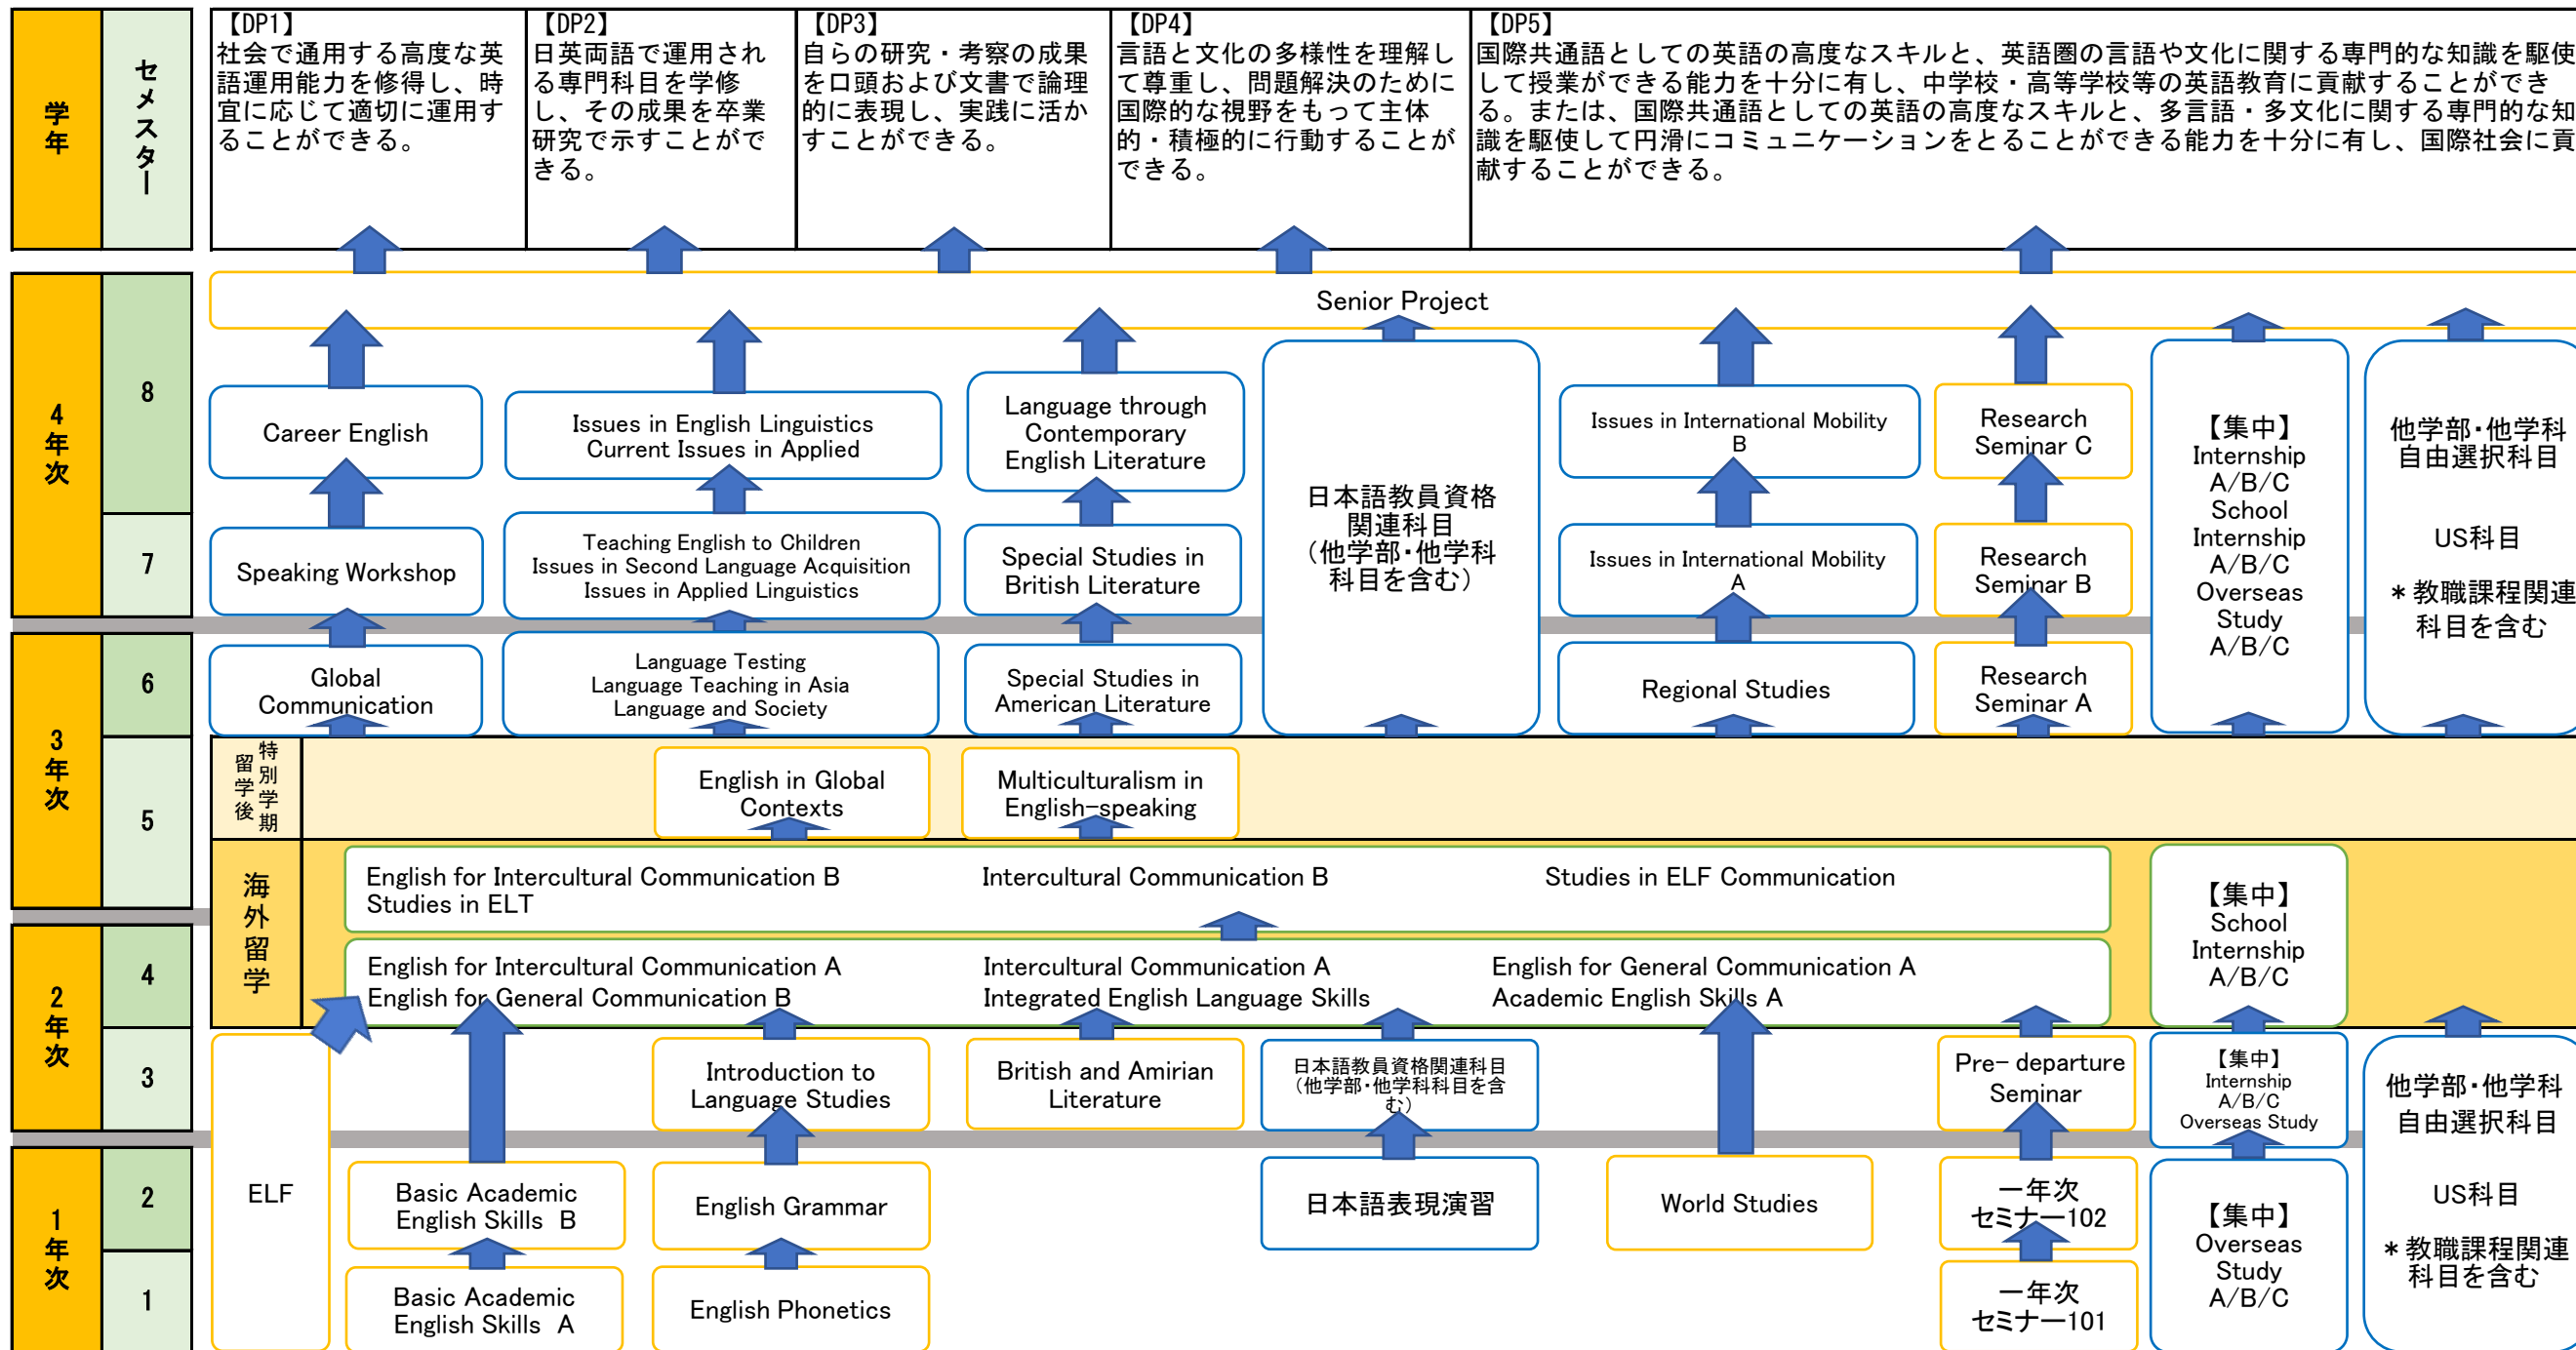 学年
セメスター
【DP1】
社会で通用する高度な英
語運用能力を修得し、時
宜に応じて適切に運用す
ることができる。
【DP2】
日英両語で運用され
る専門科目を学修
し、その成果を卒業
研究で示すことがで
きる。
【DP3】
自らの研究・考察の成果
を口頭および文書で論理
的に表現し、実践に活か
すことができる。
【DP4】
言語と文化の多様性を理解し
て尊重し、問題解決のために
国際的な視野をもって主体
的・積極的に行動することが
できる。
【DP5】
国際共通語としての英語の高度なスキルと、英語圏の言語や文化に関する専門的な知識を駆使
して授業ができる能力を十分に有し、中学校・高等学校等の英語教育に貢献することができ
る。または、国際共通語としての英語の高度なスキルと、多言語・多文化に関する専門的な知
識を駆使して円滑にコミュニケーションをとることができる能力を十分に有し、国際社会に貢
献することができる。
4年次
8
7
Senior Project
Career English
Issues in English Linguistics
Current Issues in Applied
Language through
Contemporary
English Literature
日本語教員資格
関連科目
（他学部・他学科
科目を含む）
Issues in International Mobility
B
Research
Seminar C
【集中】
Internship
A/B/C
School
Internship
A/B/C
Overseas
Study
A/B/C
他学部・他学科
自由選択科目
US科目
＊教職課程関連
科目を含む
Speaking Workshop
Teaching English to Children
Issues in Second Language Acquisition
Issues in Applied Linguistics
Special Studies in
British Literature
Issues in International Mobility
A
Research
Seminar B
3年次
6
5
Global
Communication
Language Testing
Language Teaching in Asia
Language and Society
Special Studies in
American Literature
Regional Studies
Research
Seminar A
留学後
特別学期
English in Global
Contexts
Multiculturalism in
English-speaking
海外留学
English for Intercultural Communication B
Studies in ELT
Intercultural Communication B
Studies in ELF Communication
【集中】
School
Internship
A/B/C
2年次
4
3
English for Intercultural Communication A
English for General Communication B
Intercultural Communication A
Integrated English Language Skills
English for General Communication A
Academic English Skills A
ELF
Introduction to
Language Studies
British and Amirian
Literature
日本語教員資格関連科目
（他学部・他学科科目を含
む）
Pre- departure
Seminar
【集中】
Internship
A/B/C
Overseas Study
他学部・他学科
自由選択科目
US科目
＊教職課程関連
科目を含む
1年次
2
1
Basic Academic
English Skills B
English Grammar
日本語表現演習
World Studies
一年次
セミナー102
【集中】
Overseas
Study
A/B/C
Basic Academic
English Skills A
English Phonetics
一年次
セミナー101